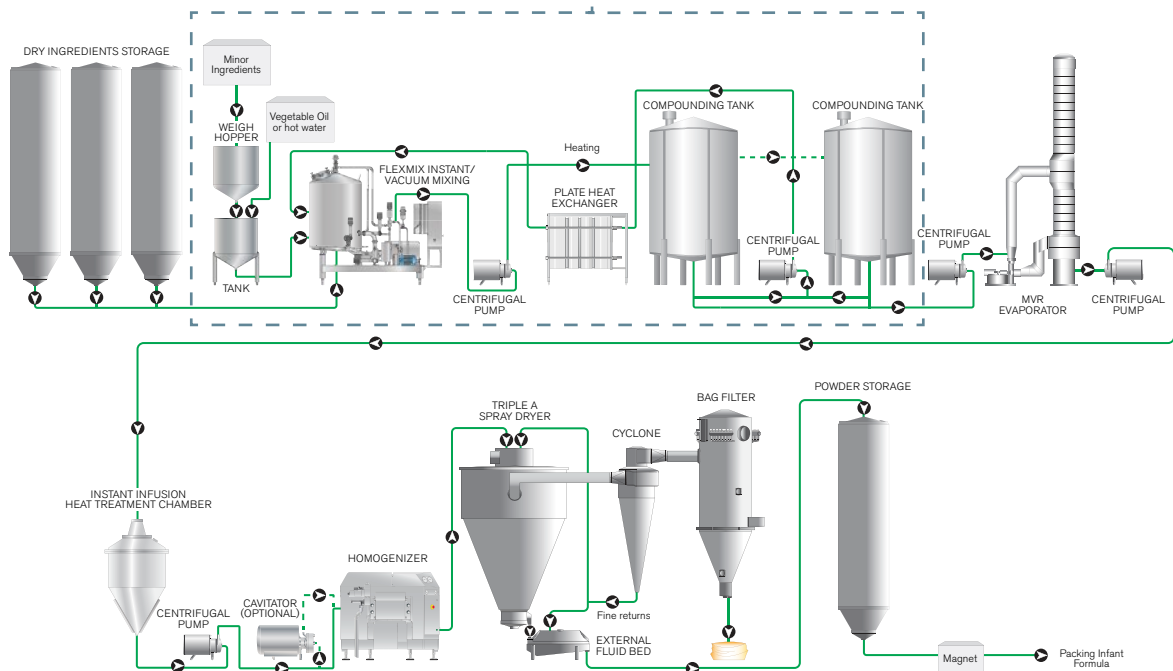 DRY INGREDIENTS STORAGE
Minor
Ingredients
WEIGH
HOPPER
Vegetable Oil
or hot water
TANK
FLEXMIX INSTANT/
VACUUM MIXING
CENTRIFUGAL
PUMP
Heating
PLATE HEAT
EXCHANGER
COMPOUNDING TANK
CENTRIFUGAL
PUMP
COMPOUNDING TANK
CENTRIFUGAL
PUMP
MVR
EVAPORATOR
CENTRIFUGAL
PUMP
INSTANT INFUSION
HEAT TREATMENT CHAMBER
CENTRIFUGAL
PUMP
CAVITATOR
(OPTIONAL)
HOMOGENIZER
TRIPLE A
SPRAY DRYER
CYCLONE
Fine returns
EXTERNAL
FLUID BED
BAG FILTER
POWDER STORAGE
Magnet
Packing Infant
Formula